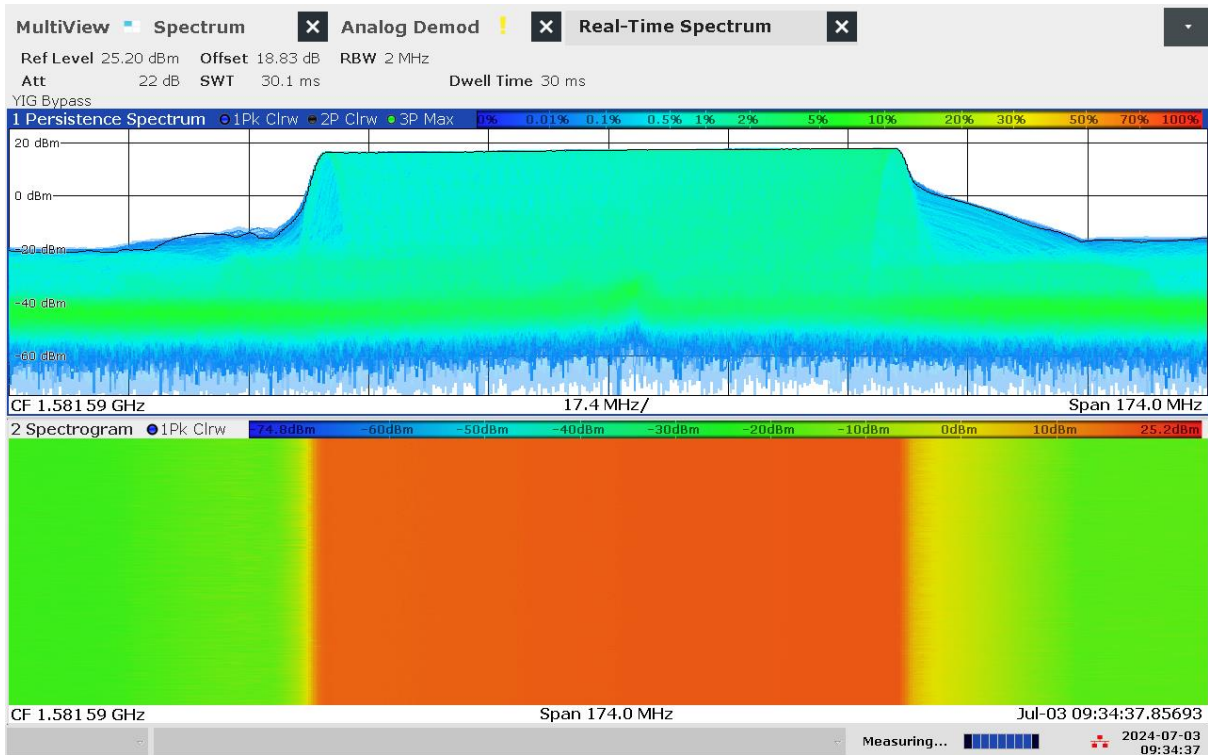 MultiView Spectrum X Analog Demod ! X Real-Time Spectrum X
Ref Level 25.20 dBm Offset 18.83 dB RBW 2 MHz
Att 22 dB SWT 30.1 ms Dwell Time 30 ms
YIG Bypass
1 Persistence Spectrum 1Pk Clrw 2P Clrw 3P Max 0% 0.01% 0.1% 0.5% 1% 2% 5% 10% 20% 30% 50% 70% 100%
20 dBm
0 dBm
-20 dBm
-40 dBm
-60 dBm
CF 1.58159 GHz 17.4 MHz/ Span 174.0 MHz
2 Spectrogram 1Pk Clrw -74.8dBm -60dBm -50dBm -40dBm -30dBm -20dBm -10dBm 0dBm 10dBm 25.2dBm
CF 1.58159 GHz Span 174.0 MHz Jul-03 09:34:37.85693
Measuring... 2024-07-03
09:34:37